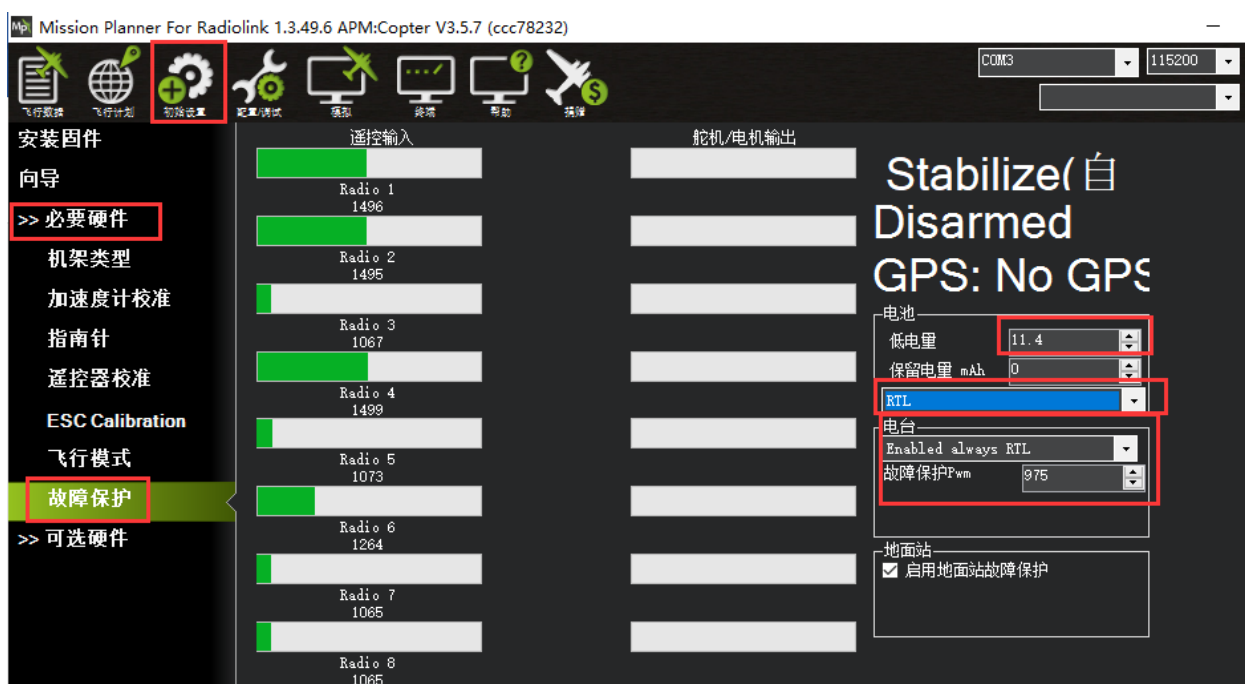 Mission Planner For Radiolink 1.3.49.6 APM:Copter V3.5.7 (ccc78232)
飞行数据 飞行计划 初始设置 配置/调试 模拟 终端 帮助 捐赠
COM3 115200
安装固件
向导
>> 必要硬件
机架类型
加速度计校准
指南针
遥控器校准
ESC Calibration
飞行模式
故障保护
>> 可选硬件
遥控输入
Radio 1
1496
Radio 2
1495
Radio 3
1067
Radio 4
1499
Radio 5
1073
Radio 6
1264
Radio 7
1065
Radio 8
1065
舵机/电机输出
Stabilize(自
Disarmed
GPS: No GPS
电池
低电量 11.4
保留电量 mAh 0
RTL
电台
Enabled always RTL
故障保护Pwm 975
地面站
启用地面站故障保护